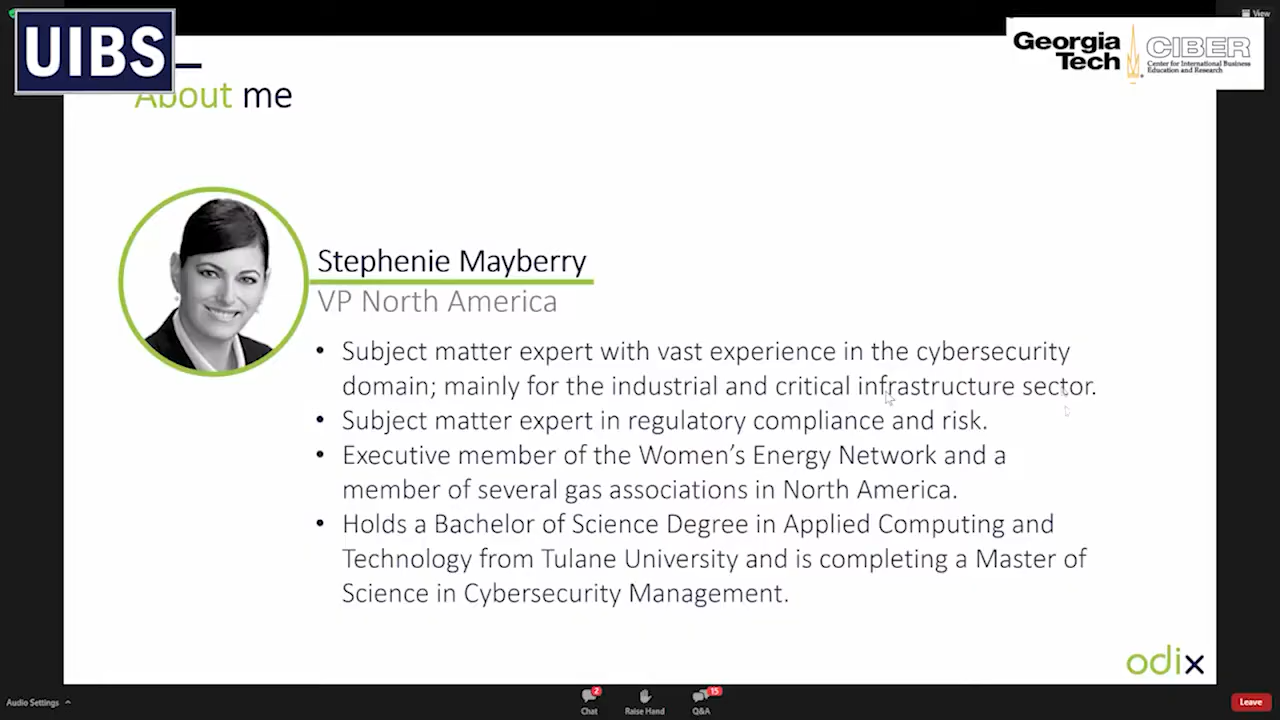 View
UIBS
Georgia
Tech
CIBER
Center for International Business
Education and Research
About me
Stephenie Mayberry
VP North America
• Subject matter expert with vast experience in the cybersecurity
domain; mainly for the industrial and critical infrastructure sector.
• Subject matter expert in regulatory compliance and risk.
• Executive member of the Women's Energy Network and a
member of several gas associations in North America.
• Holds a Bachelor of Science Degree in Applied Computing and
Technology from Tulane University and is completing a Master of
Science in Cybersecurity Management.
odix
Audio Settings
2
Chat
Raise Hand
15
Q&A
Leave